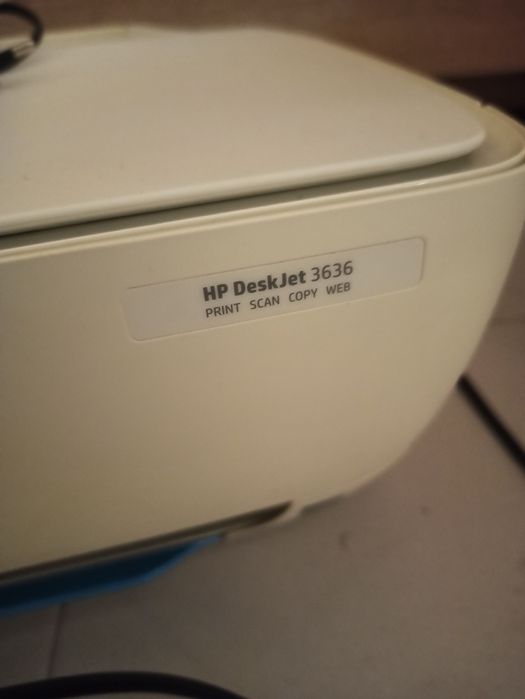 HP DeskJet 3636
PRINT SCAN COPY WEB